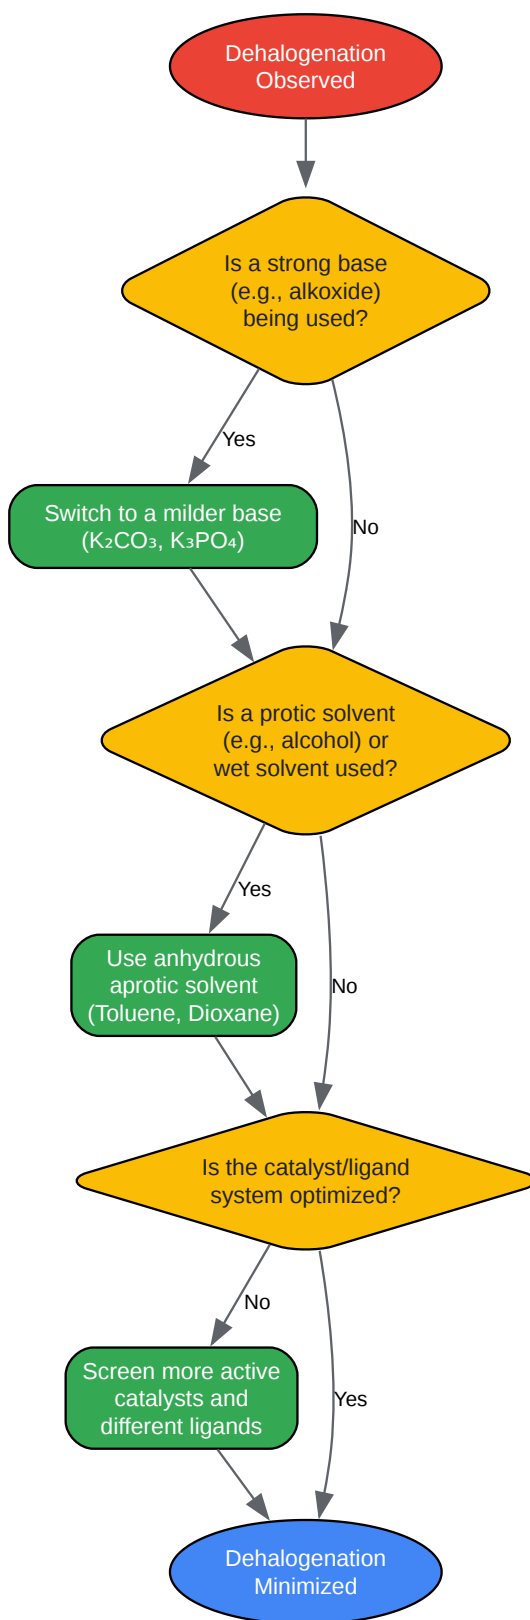 Dehalogenation
Observed
Is a strong base
(e.g., alkoxide)
being used?
Yes
Switch to a milder base
(K₂CO₃, K₃PO₄)
No
Is a protic solvent
(e.g., alcohol) or
wet solvent used?
Yes
Use anhydrous
aprotic solvent
(Toluene, Dioxane)
No
Is the catalyst/ligand
system optimized?
No
Screen more active
catalysts and
different ligands
Yes
Dehalogenation
Minimized